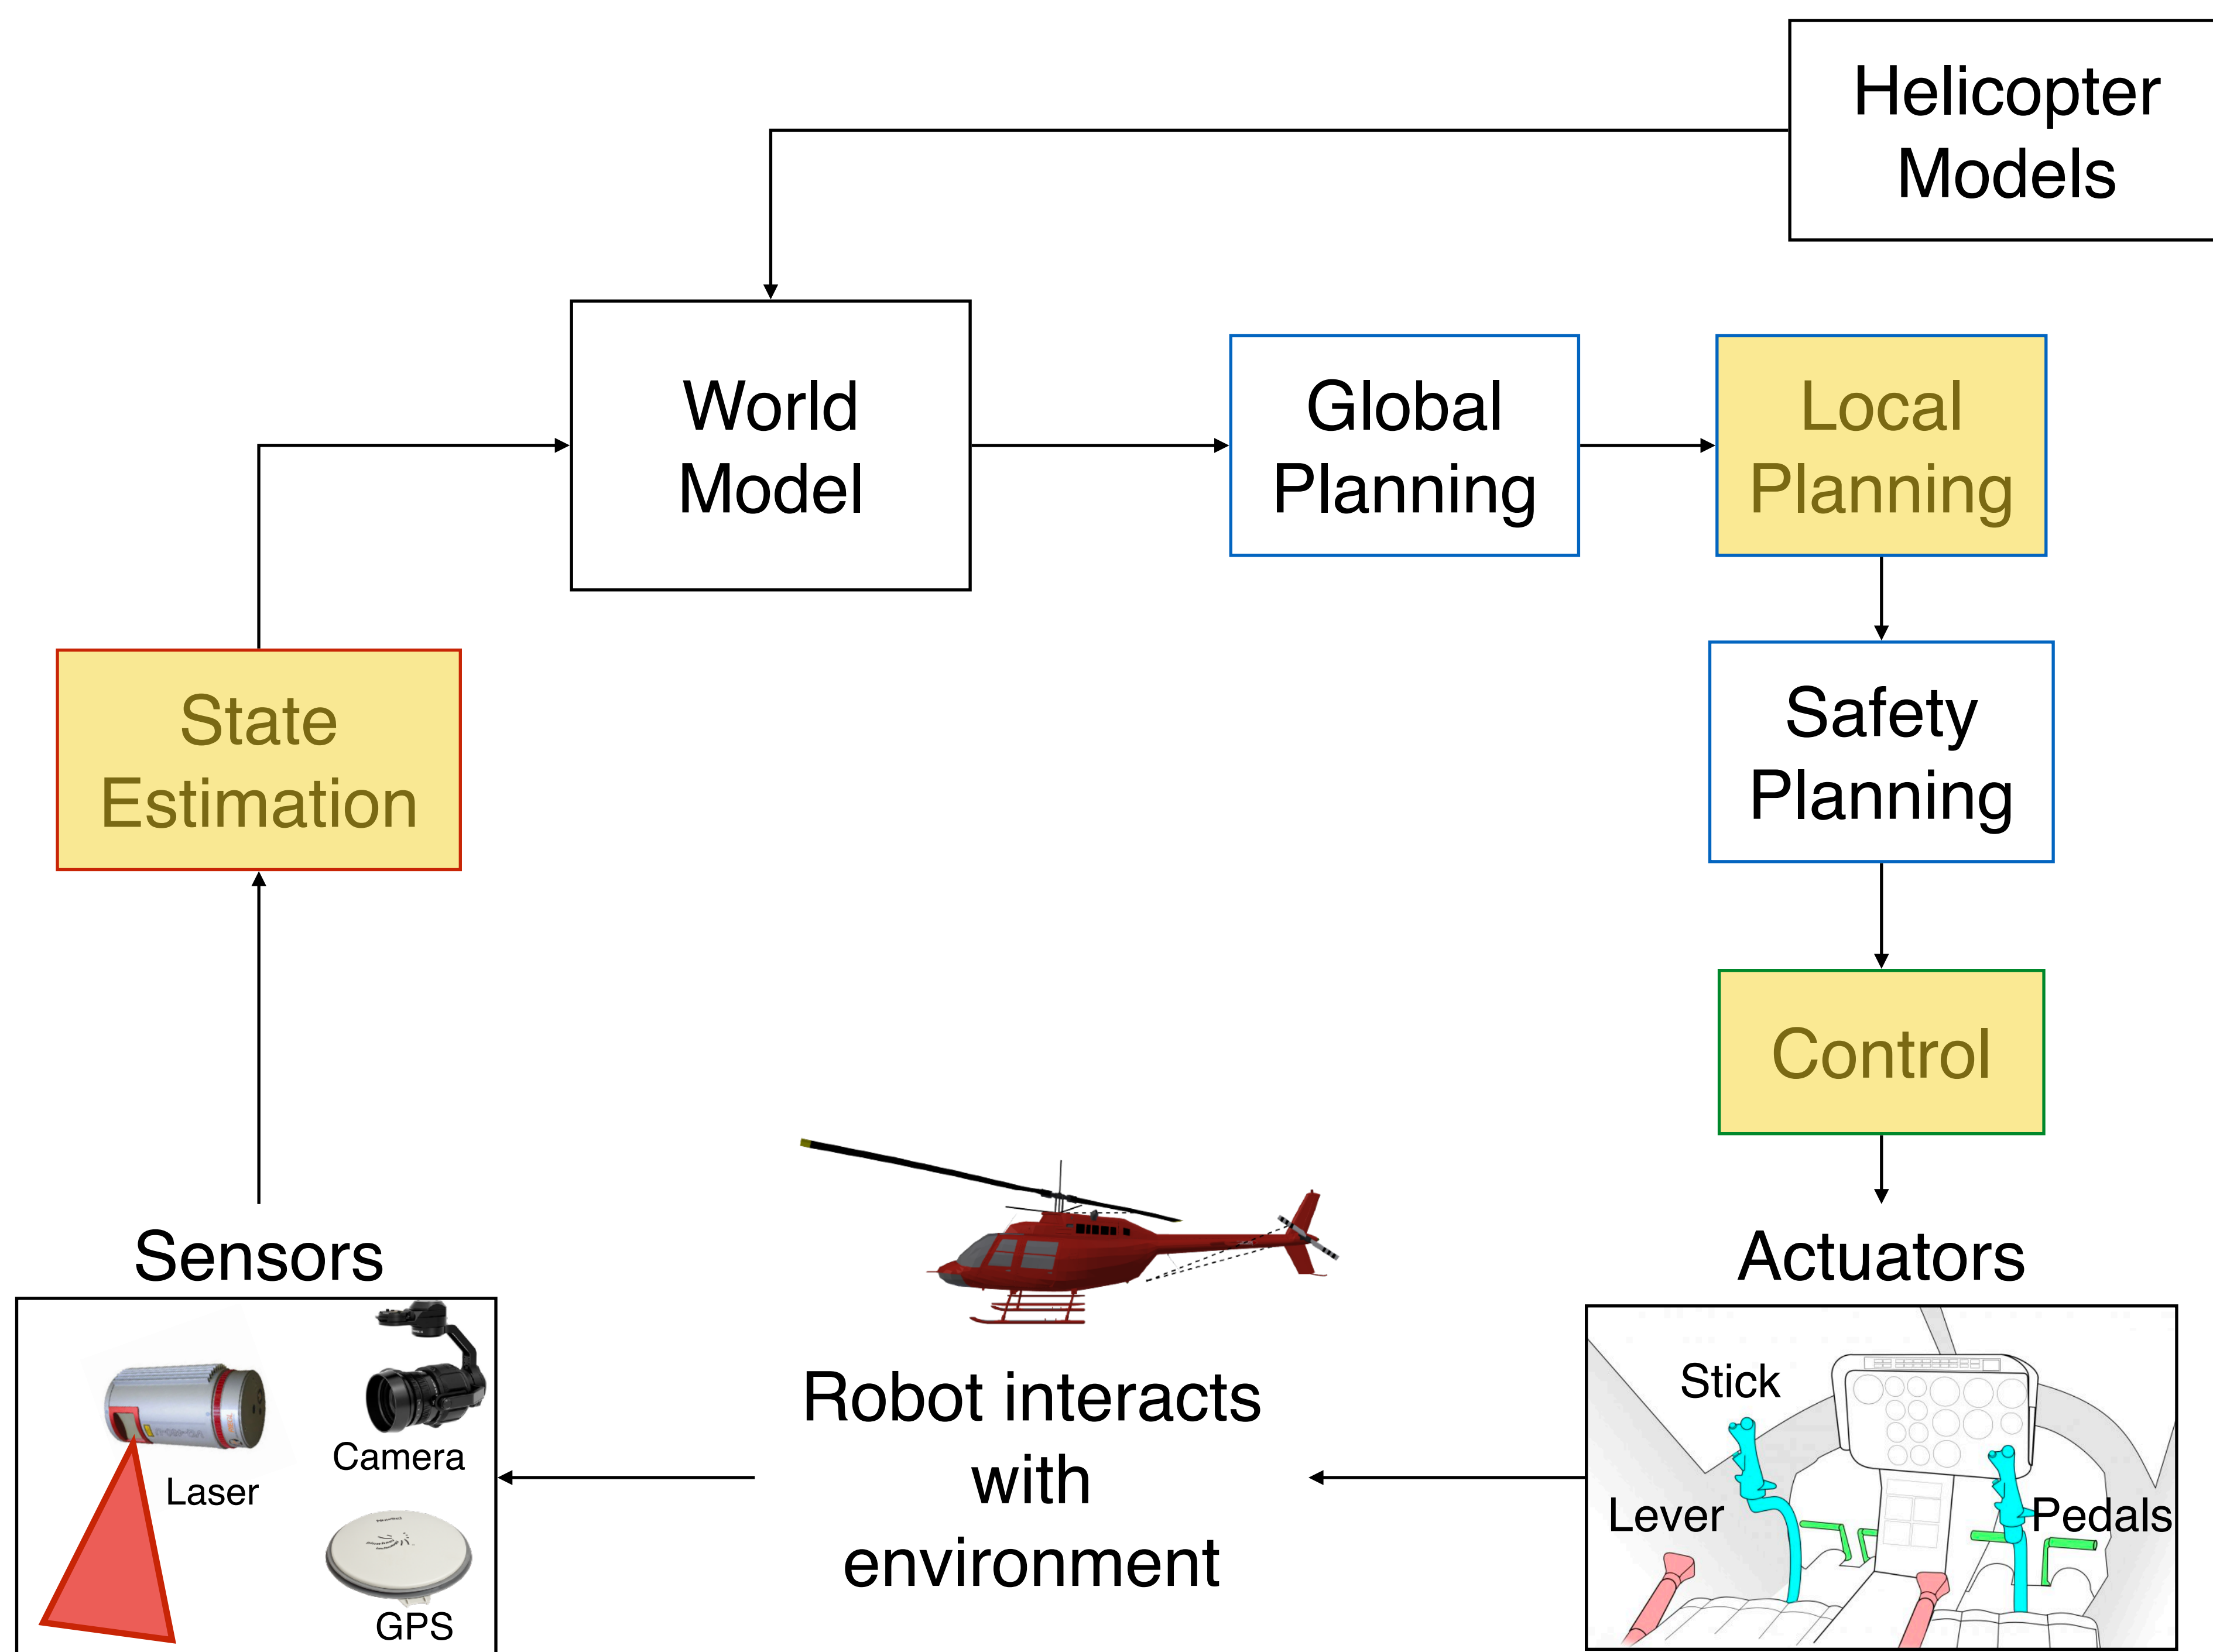 Helicopter
Models
World
Model
Global
Planning
Local
Planning
State
Estimation
Safety
Planning
Control
Sensors
Actuators
Camera
Laser
GPS
Robot interacts
with
environment
Stick
Lever
Pedals